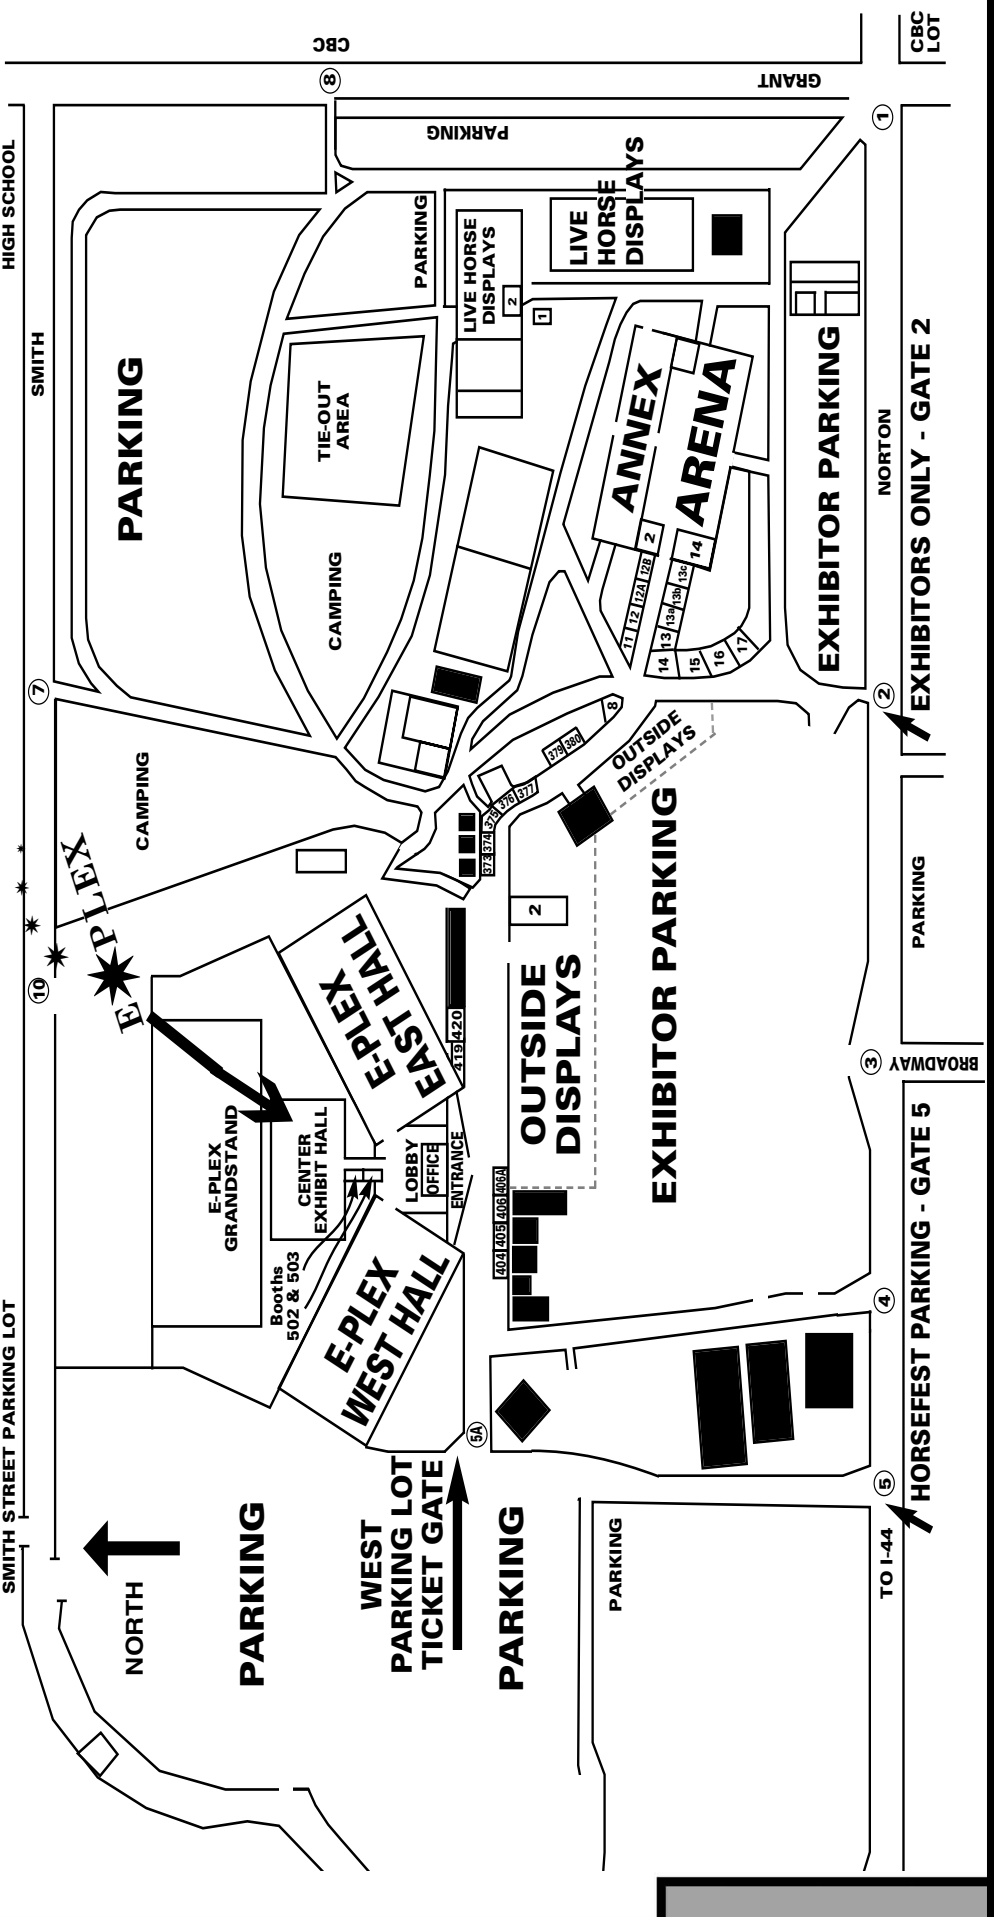 CBC
CBC
LOT
8
GRANT
1
PARKING
HIGH SCHOOL
SMITH
PARKING
LIVE HORSE
DISPLAYS
2
1
LIVE
HORSE
DISPLAYS
PARKING
TIE-OUT
AREA
CAMPING
ANNEX
ARENA
2
14
12B
12A
12
11
13c
13b
13a
13
14
15
16
17
EXHIBITOR PARKING
NORTON
EXHIBITORS ONLY - GATE 2
7
2
CAMPING
8
380
379
377
376
375
374
373
OUTSIDE
DISPLAYS
E PLEX
10
2
OUTSIDE
DISPLAYS
EXHIBITOR PARKING
PARKING
3
BROADWAY
E-PLEX
EAST HALL
420
419
E-PLEX
GRANDSTAND
CENTER
EXHIBIT HALL
LOBBY
OFFICE
ENTRANCE
406A
406
405
404
Booths
502 & 503
E-PLEX
WEST HALL
4
5A
5
HORSEFEST PARKING - GATE 5
SMITH STREET PARKING LOT
NORTH
PARKING
WEST
PARKING LOT
TICKET GATE
PARKING
PARKING
TO I-44